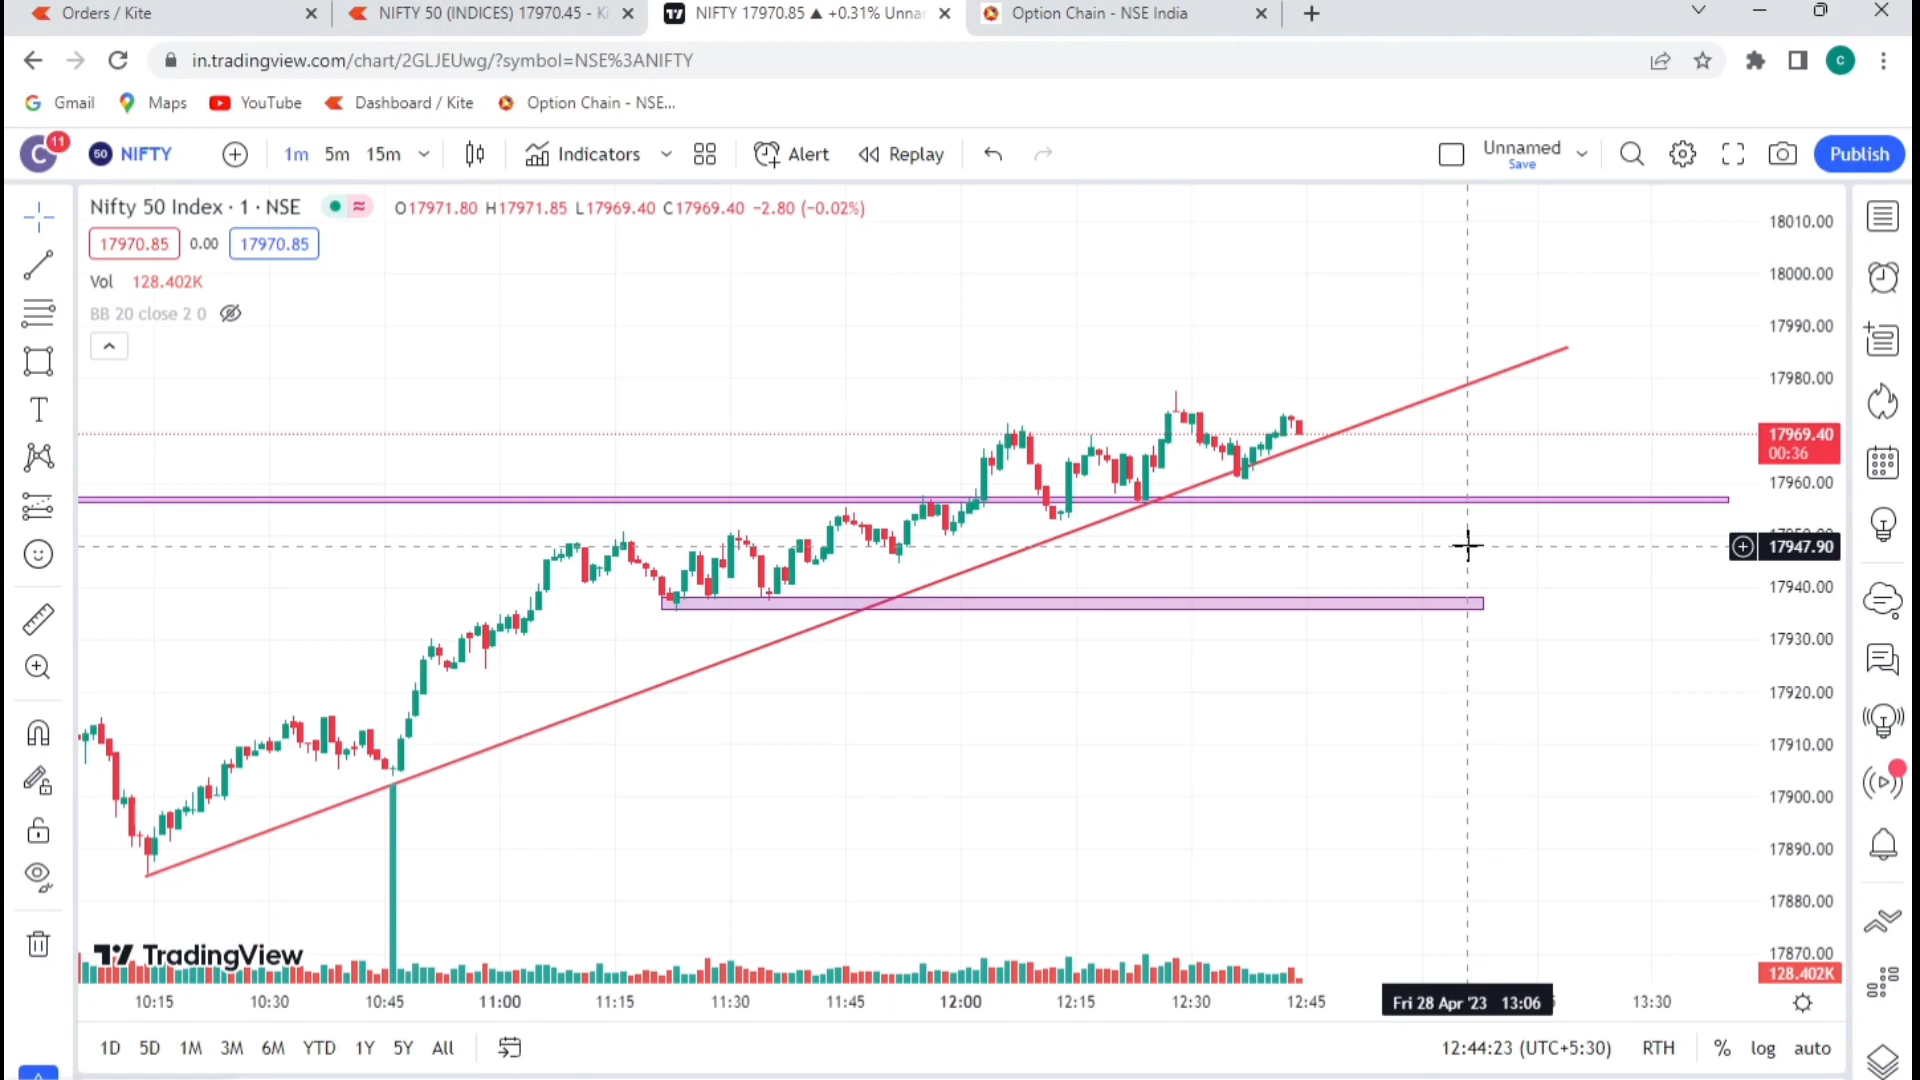 Orders / Kite
NIFTY 50 (INDICES) 17970.45 - Ki
NIFTY 17970.85 ▲ +0.31% Unnar
Option Chain - NSE India
in.tradingview.com/chart/2GLJEUwg/?symbol=NSE%3ANIFTY
C
Gmail
Maps
YouTube
Dashboard / Kite
Option Chain - NSE...
C 11
50 NIFTY
1m 5m 15m
Indicators
Alert
Replay
Unnamed
Save
Publish
Nifty 50 Index · 1 · NSE
O17971.80 H17971.85 L17969.40 C17969.40 −2.80 (−0.02%)
17970.85 0.00 17970.85
Vol 128.402K
BB 20 close 2 0
18010.00
18000.00
17990.00
17980.00
17969.40
00:36
17960.00
17947.90
17940.00
17930.00
17920.00
17910.00
17900.00
17890.00
17880.00
17870.00
128.402K
TradingView
10:15 10:30 10:45 11:00 11:15 11:30 11:45 12:00 12:15 12:30 12:45 Fri 28 Apr '23 13:06 13:30
1D 5D 1M 3M 6M YTD 1Y 5Y All
12:44:23 (UTC+5:30) RTH % log auto